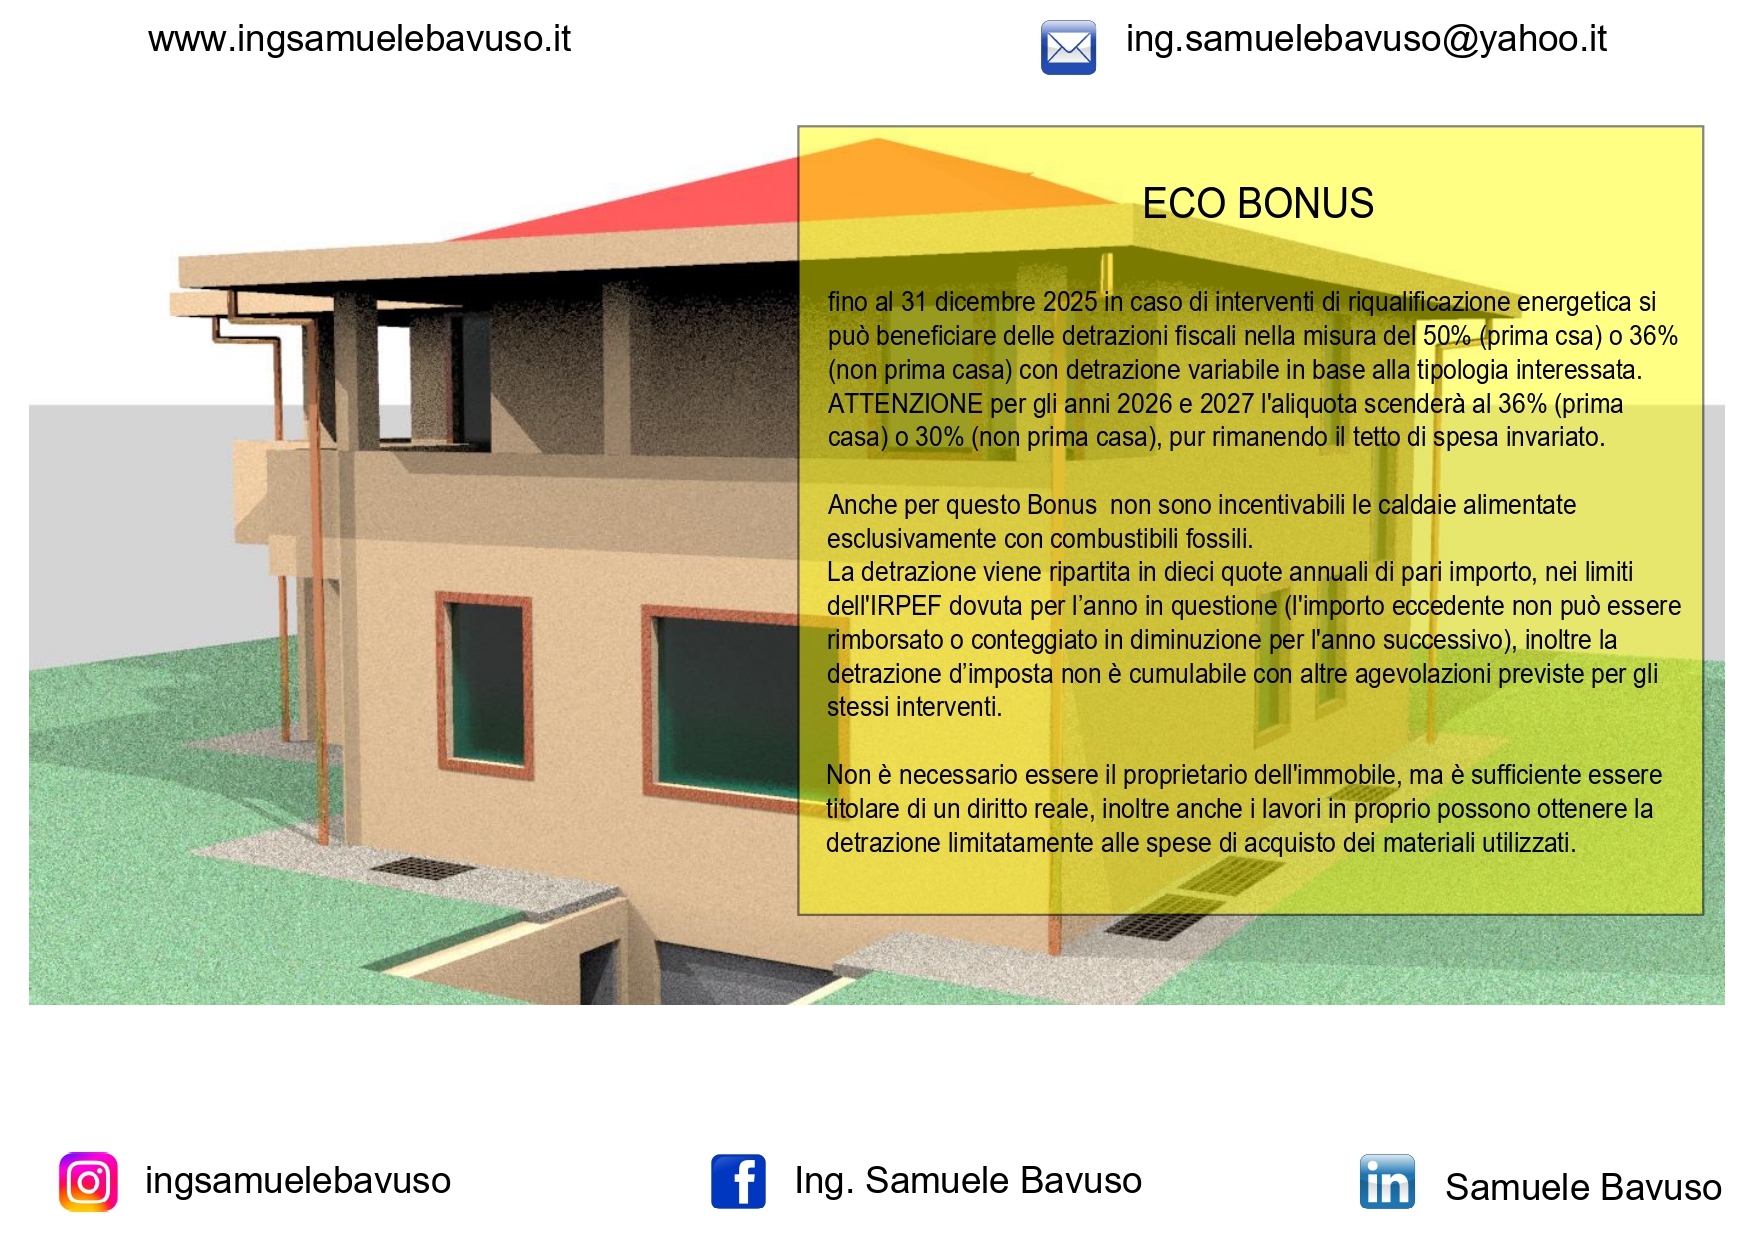 www.ingsamuelebavuso.it
ing.samuelebavuso@yahoo.it
ECO BONUS
fino al 31 dicembre 2025 in caso di interventi di riqualificazione energetica si
può beneficiare delle detrazioni fiscali nella misura del 50% (prima csa) o 36%
(non prima casa) con detrazione variabile in base alla tipologia interessata.
ATTENZIONE per gli anni 2026 e 2027 l'aliquota scenderà al 36% (prima
casa) o 30% (non prima casa), pur rimanendo il tetto di spesa invariato.
Anche per questo Bonus  non sono incentivabili le caldaie alimentate
esclusivamente con combustibili fossili.
La detrazione viene ripartita in dieci quote annuali di pari importo, nei limiti
dell'IRPEF dovuta per l’anno in questione (l'importo eccedente non può essere
rimborsato o conteggiato in diminuzione per l'anno successivo), inoltre la
detrazione d’imposta non è cumulabile con altre agevolazioni previste per gli
stessi interventi.
Non è necessario essere il proprietario dell'immobile, ma è sufficiente essere
titolare di un diritto reale, inoltre anche i lavori in proprio possono ottenere la
detrazione limitatamente alle spese di acquisto dei materiali utilizzati.
ingsamuelebavuso
Ing. Samuele Bavuso
Samuele Bavuso